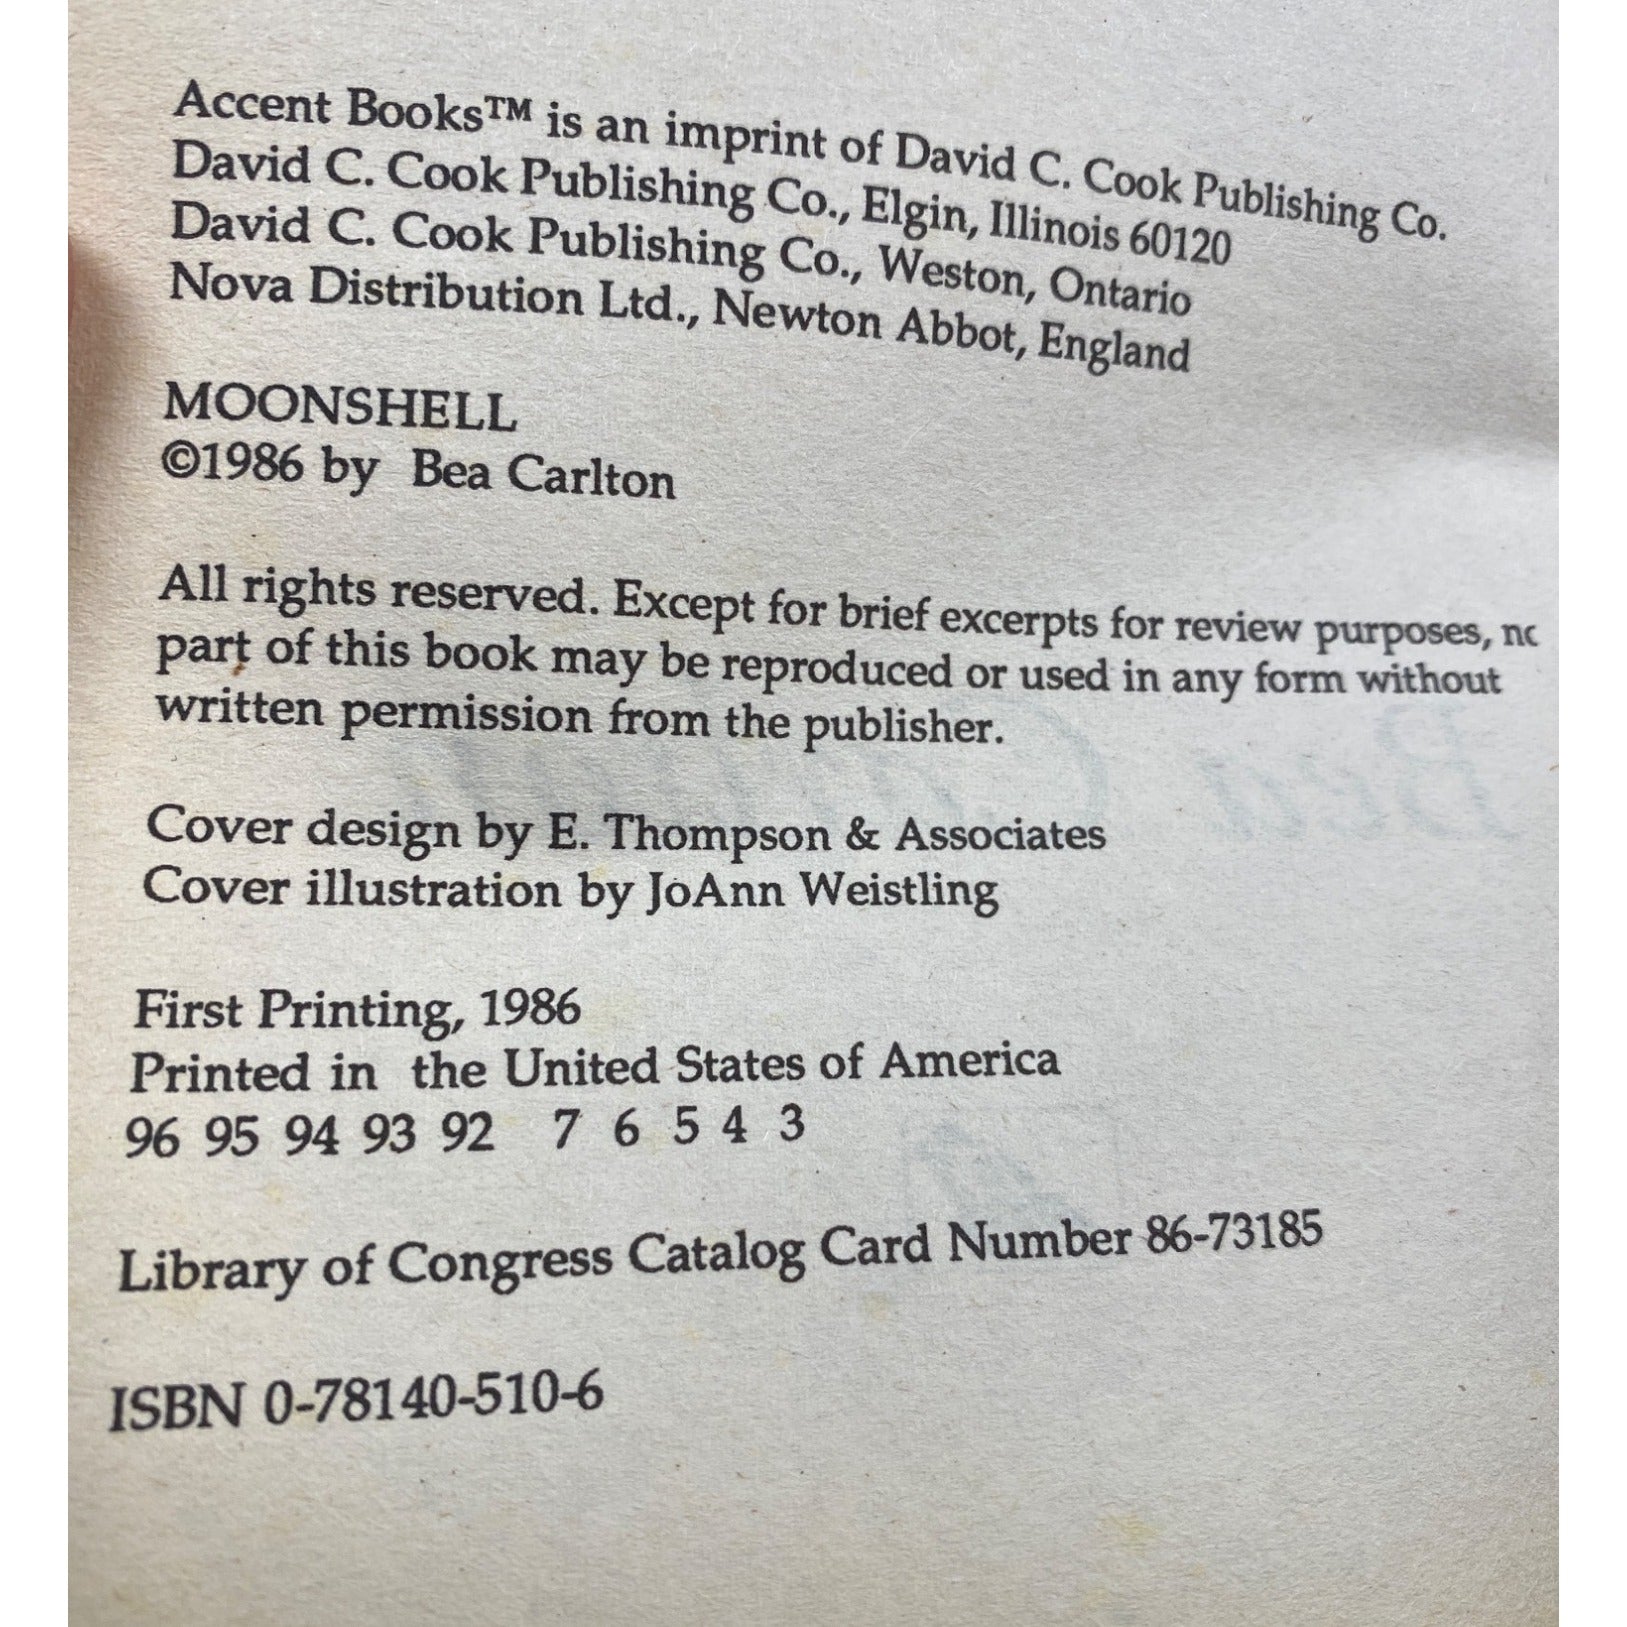 Accent Books™ is an imprint of David C. Cook Publishing Co.
David C. Cook Publishing Co., Elgin, Illinois 60120
David C. Cook Publishing Co., Weston, Ontario
Nova Distribution Ltd., Newton Abbot, England
MOONSHELL
©1986 by Bea Carlton
All rights reserved. Except for brief excerpts for review purposes, no
part of this book may be reproduced or used in any form without
written permission from the publisher.
Cover design by E. Thompson & Associates
Cover illustration by JoAnn Weistling
First Printing, 1986
Printed in the United States of America
96 95 94 93 92 7 6 5 4 3
Library of Congress Catalog Card Number 86-73185
ISBN 0-78140-510-6